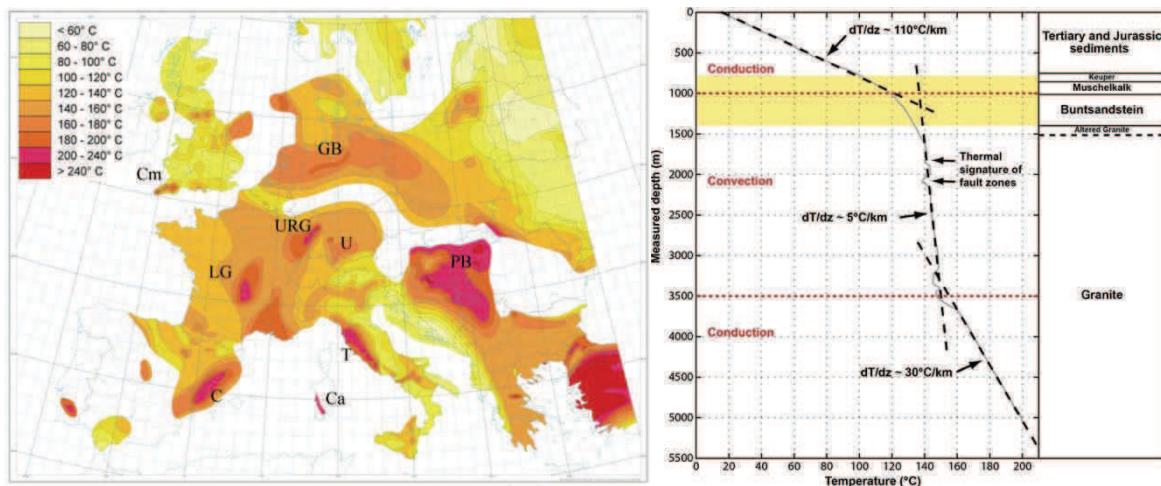 < 60° C
60 - 80° C
80 - 100° C
100 - 120° C
120 - 140° C
140 - 160° C
160 - 180° C
180 - 200° C
200 - 240° C
> 240° C
GB
Cm
URG
U
LG
PB
T
C
Ca
Measured depth (m)
0
500
1000
1500
2000
2500
3000
3500
4000
4500
5000
5500
dT/dz ~ 110°C/km
Conduction
Thermal
signature of
fault zones
Convection
dT/dz ~ 5°C/km
Conduction
dT/dz ~ 30°C/km
0 20 40 60 80 100 120 140 160 180 200
Temperature (°C)
Tertiary and Jurassic
sediments
Keuper
Muschelkalk
Buntsandstein
Altered Granite
Granite